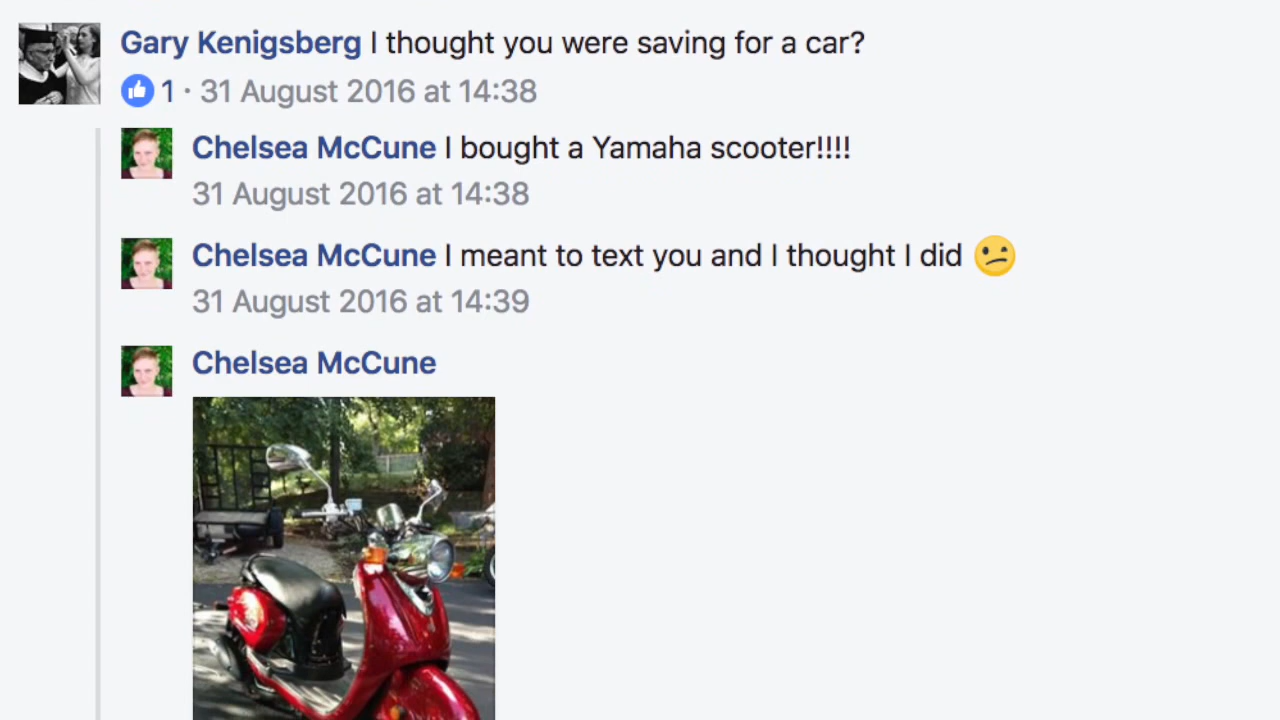 Gary Kenigsberg I thought you were saving for a car?
1 · 31 August 2016 at 14:38
Chelsea McCune I bought a Yamaha scooter!!!!
31 August 2016 at 14:38
Chelsea McCune I meant to text you and I thought I did 😕
31 August 2016 at 14:39
Chelsea McCune